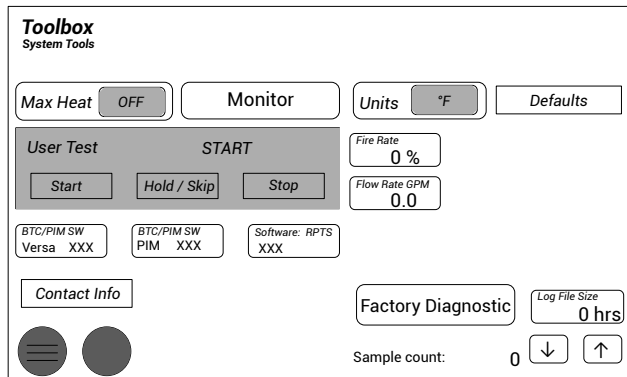 Toolbox
System Tools
Max Heat OFF Monitor Units °F Defaults
User Test START
Start Hold / Skip Stop
Fire Rate
0 %
Flow Rate GPM
0.0
BTC/PIM SW
Versa XXX
BTC/PIM SW
PIM XXX
Software: RPTS
XXX
Contact Info
Factory Diagnostic
Log File Size
0 hrs
Sample count: 0 ↓ ↑